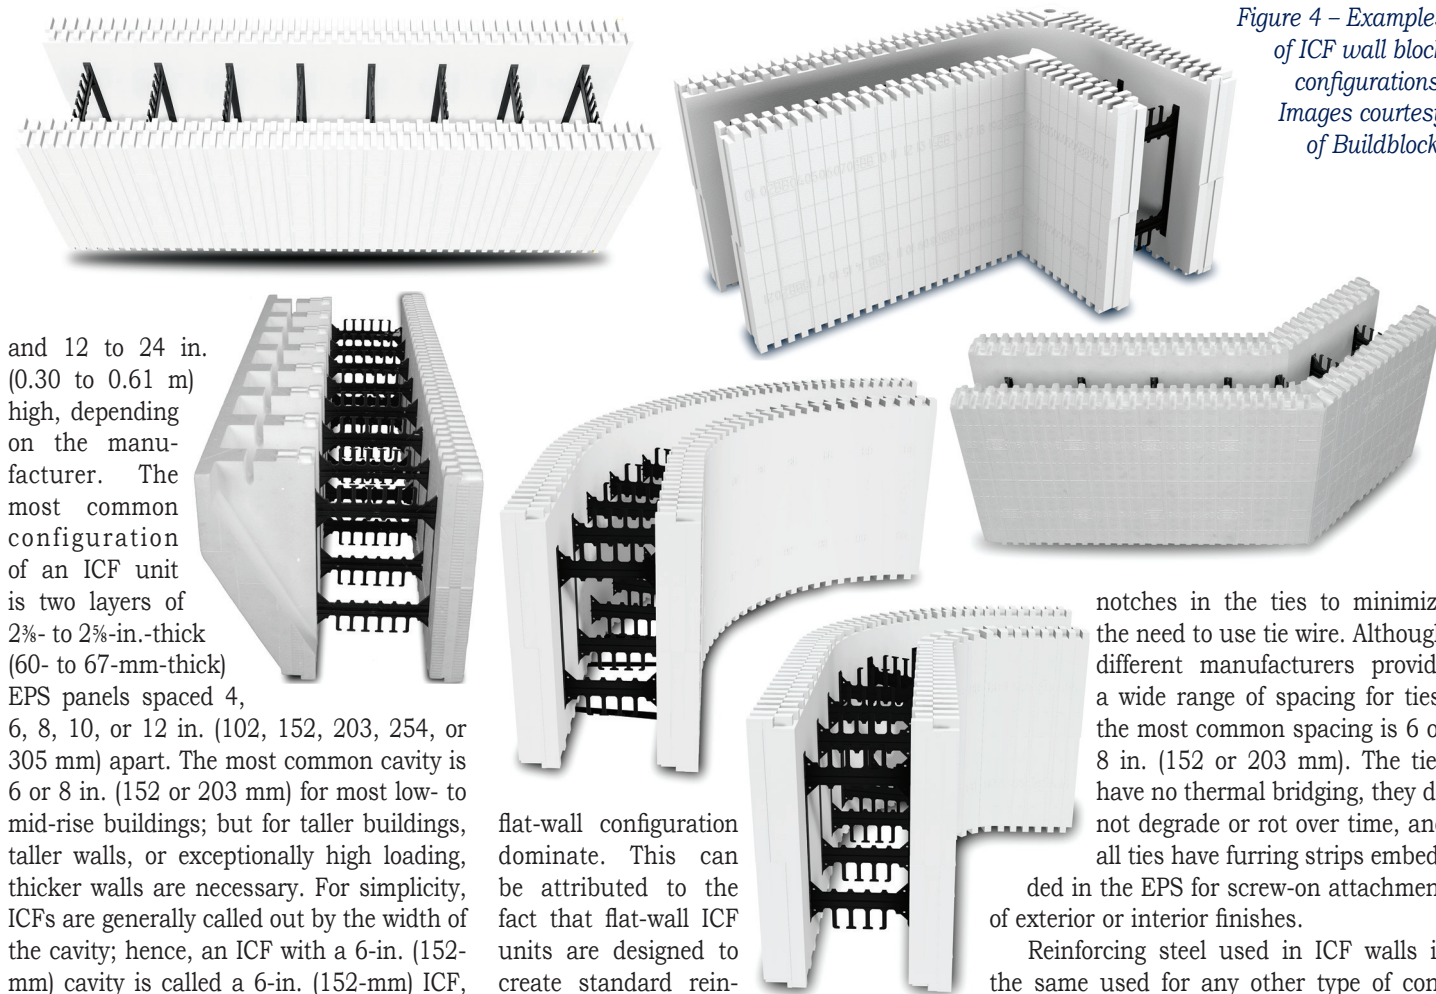 Figure 4 – Examples
of ICF wall block
configurations
Images courtesy
of Buildblock
and 12 to 24 in.
(0.30 to 0.61 m)
high, depending
on the manu-
facturer. The
most common
configuration
of an ICF unit
is two layers of
2⅜- to 2⅝-in.-thick
(60- to 67-mm-thick)
EPS panels spaced 4,
6, 8, 10, or 12 in. (102, 152, 203, 254, or
305 mm) apart. The most common cavity is
6 or 8 in. (152 or 203 mm) for most low- to
mid-rise buildings; but for taller buildings,
taller walls, or exceptionally high loading,
thicker walls are necessary. For simplicity,
ICFs are generally called out by the width of
the cavity; hence, an ICF with a 6-in. (152-
mm) cavity is called a 6-in. (152-mm) ICF,
flat-wall configuration
dominate. This can
be attributed to the
fact that flat-wall ICF
units are designed to
create standard rein-
notches in the ties to minimiz
the need to use tie wire. Although
different manufacturers provid
a wide range of spacing for ties
the most common spacing is 6 o
8 in. (152 or 203 mm). The tie
have no thermal bridging, they d
not degrade or rot over time, and
all ties have furring strips embed
ded in the EPS for screw-on attachmen
of exterior or interior finishes.
Reinforcing steel used in ICF walls i
the same used for any other type of con